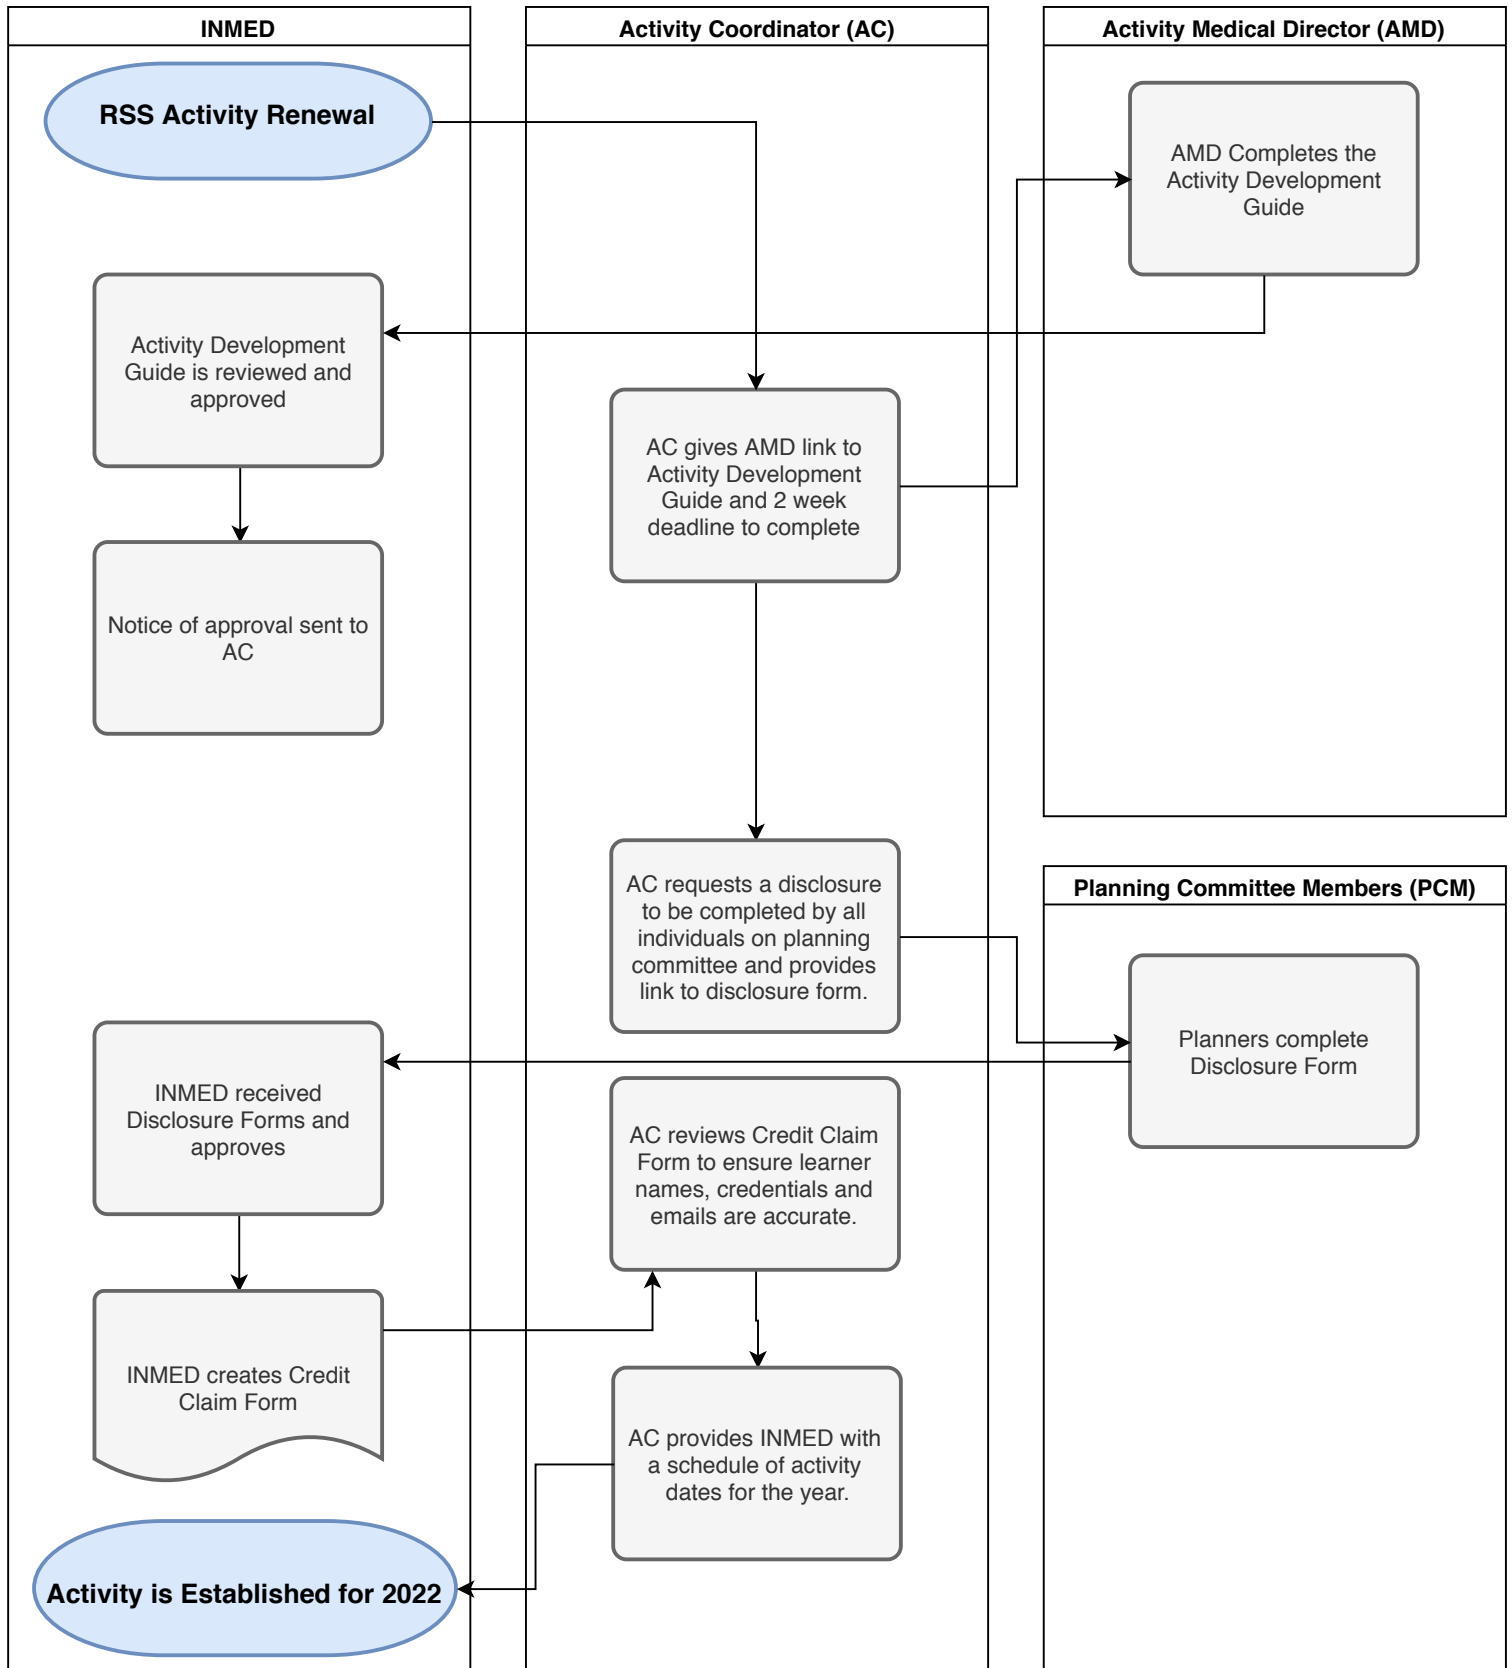 INMED
Activity Coordinator (AC)
Activity Medical Director (AMD)
RSS Activity Renewal
AMD Completes the
Activity Development
Guide
Activity Development
Guide is reviewed and
approved
AC gives AMD link to
Activity Development
Guide and 2 week
deadline to complete
Notice of approval sent to
AC
AC requests a disclosure
to be completed by all
individuals on planning
committee and provides
link to disclosure form.
Planning Committee Members (PCM)
Planners complete
Disclosure Form
INMED received
Disclosure Forms and
approves
AC reviews Credit Claim
Form to ensure learner
names, credentials and
emails are accurate.
INMED creates Credit
Claim Form
AC provides INMED with
a schedule of activity
dates for the year.
Activity is Established for 2022